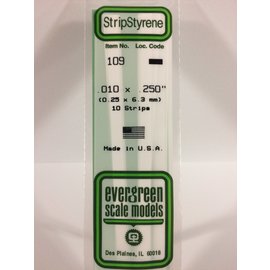 StripStyrene
Item No. Loc. Code
109
.010 x .250"
(0.25 x 6.3 mm)
10 Strips
Made in U.S.A.
evergreen
scale models
Des Plaines, IL 60018